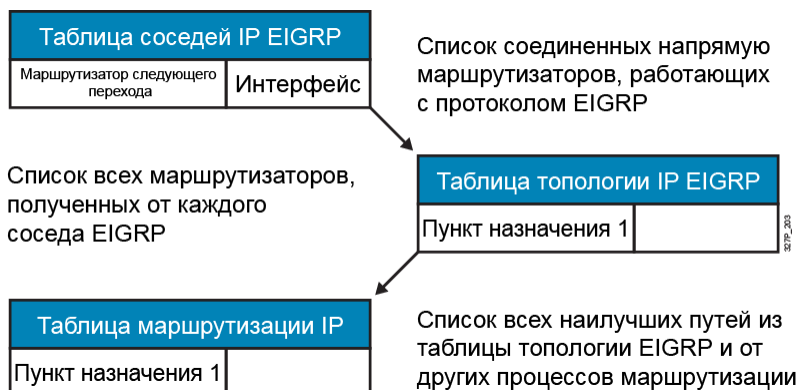 Таблица соседей IP EIGRP
Маршрутизатор следующего
перехода
Интерфейс
Список соединенных напрямую
маршрутизаторов, работающих
с протоколом EIGRP
Список всех маршрутизаторов,
полученных от каждого
соседа EIGRP
Таблица топологии IP EIGRP
Пункт назначения 1
327P_203
Таблица маршрутизации IP
Пункт назначения 1
Список всех наилучших путей из
таблицы топологии EIGRP и от
других процессов маршрутизации